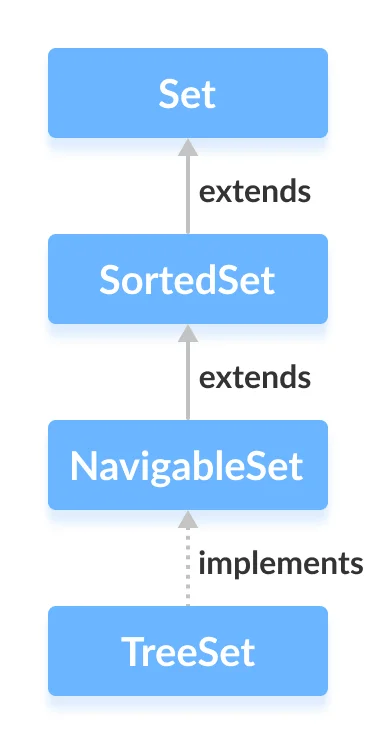 Set
extends
SortedSet
extends
NavigableSet
implements
TreeSet